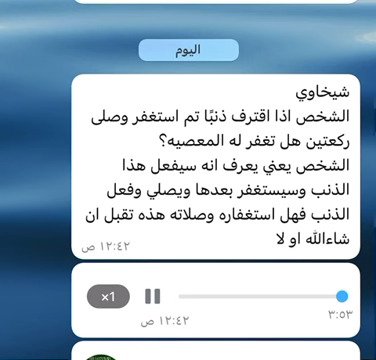 اليوم
شيخاوي
الشخص اذا اقترف ذنبًا تم استغفر وصلى
ركعتين هل تغفر له المعصيه؟
الشخص يعني يعرف انه سيفعل هذا
الذنب وسيستغفر بعدها ويصلي وفعل
الذنب فهل استغفاره وصلاته هذه تقبل ان
شاءالله او لا
١٢:٤٢ ص
×1
٣:٥٣
١٢:٤٢ ص